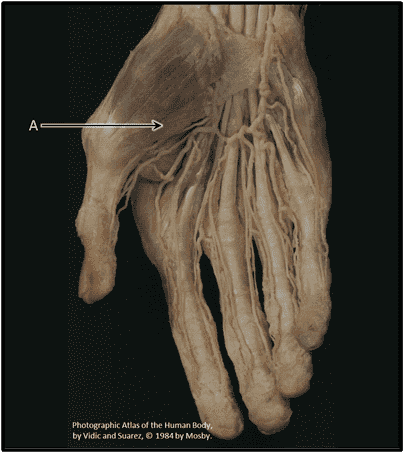 A
Photographic Atlas of the Human Body,
by Vidic and Suarez, © 1984 by Mosby.